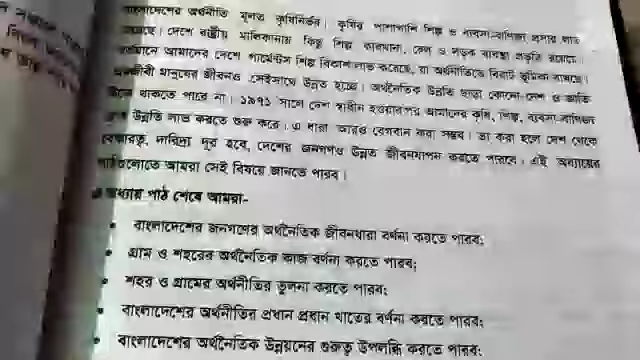 বাংলাদেশের অর্থনীতি মূলত কৃষিনির্ভর। কৃষির পাশাপাশি শিল্প ও ব্যবসা-বাণিজ্য প্রসার লাভ
করেছে। দেশে রাষ্ট্রীয় মালিকানায় কিছু শিল্প কারখানা, রেল ও সড়ক ব্যবস্থা প্রভৃতি রয়েছে।
বর্তমানে আমাদের দেশে গার্মেন্টস শিল্প বিকাশ লাভ করেছে, যা অর্থনীতিতে বিরাট ভূমিকা রাখছে।
মানুষের জীবনও সেইসাথে উন্নত হচ্ছে। অর্থনৈতিক উন্নতি ছাড়া কোনো দেশ ও জাতি
থাকতে পারে না। ১৯৭১ সালে দেশ স্বাধীন হওয়ার পর আমাদের কৃষি, শিল্প, ব্যবসা-বাণিজ্য
উন্নতি লাভ করতে শুরু করে। এ ধারা আরও বেগবান করা সম্ভব। তা করা হলে দেশ থেকে
বেকারত্ব, দারিদ্র্য দূর হবে, দেশের জনগণও উন্নত জীবনযাপন করতে পারবে। এই অধ্যায়ের
আমরা সেই বিষয়ে জানতে পারব।
অধ্যায় পাঠ শেষে আমরা-
• বাংলাদেশের জনগণের অর্থনৈতিক জীবনধারা বর্ণনা করতে পারব;
• গ্রাম ও শহরের অর্থনৈতিক কাজ বর্ণনা করতে পারব;
• শহর ও গ্রামের অর্থনীতির তুলনা করতে পারব;
• বাংলাদেশের অর্থনীতির প্রধান প্রধান খাতের বর্ণনা করতে পারব;
• বাংলাদেশের অর্থনৈতিক উন্নয়নের গুরুত্ব উপলব্ধি করতে পারব;